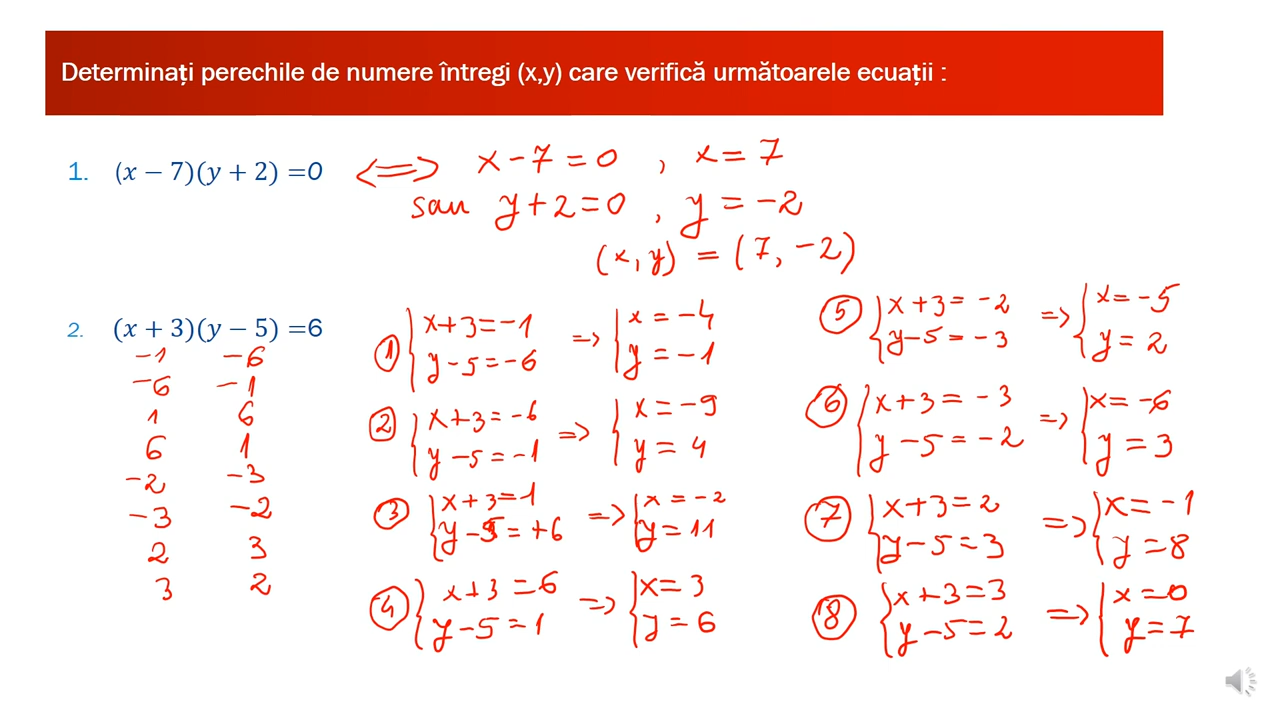 Determinați perechile de numere întregi (x,y) care verifică următoarele ecuații :
1. (x − 7)(y + 2) =0 <=> x − 7 = 0 , x = 7
sau y + 2 = 0 , y = −2
(x, y) = (7, −2)
2. (x + 3)(y − 5) =6
−1 −6
−6 −1
1 6
6 1
−2 −3
−3 −2
2 3
3 2
1 { x+3 = −1 => { x = −4
y−5 = −6 y = −1
2 { x+3 = −6 => { x = −9
y−5 = −1 y = 4
3 { x+3 = 1 => { x = −2
y−5 = +6 y = 11
4 { x+3 = 6 => { x = 3
y−5 = 1 y = 6
5 { x+3 = −2 => { x = −5
y−5 = −3 y = 2
6 { x+3 = −3 => { x = −6
y−5 = −2 y = 3
7 { x+3 = 2 => { x = −1
y−5 = 3 y = 8
8 { x+3 = 3 => { x = 0
y−5 = 2 y = 7